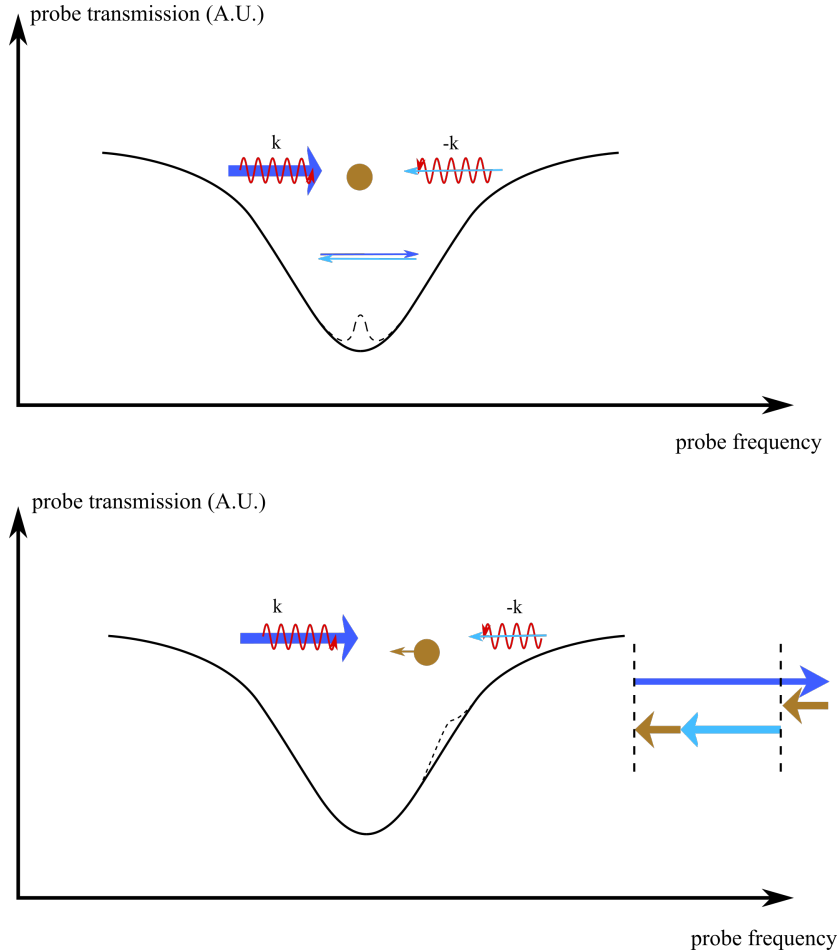 probe transmission (A.U.)
k
-k
probe frequency
probe transmission (A.U.)
k
-k
probe frequency